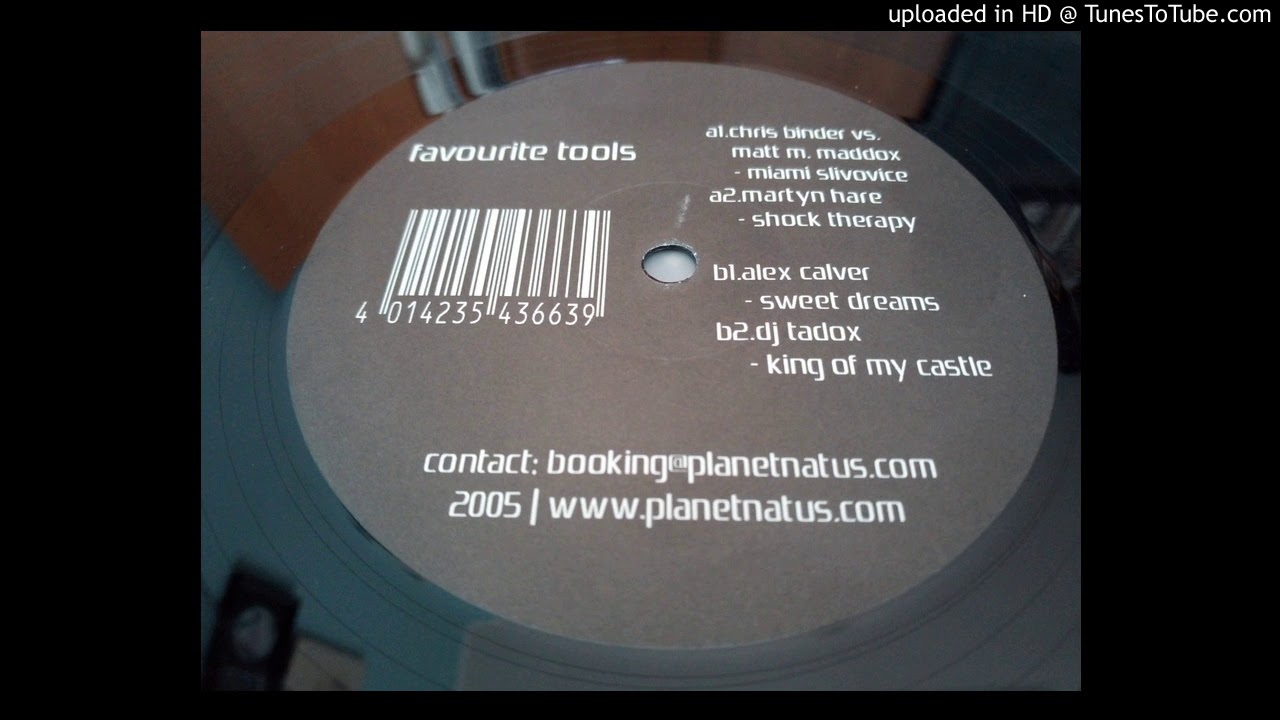 uploaded in HD @ TunesToTube.com
favourite tools
4 014235 436639
a1.chris binder vs.
matt m. maddox
- miami slivovice
a2.martyn hare
- shock therapy
b1.alex calver
- sweet dreams
b2.dj tadox
- king of my castle
contact: booking@planetnatus.com
2005 | www.planetnatus.com